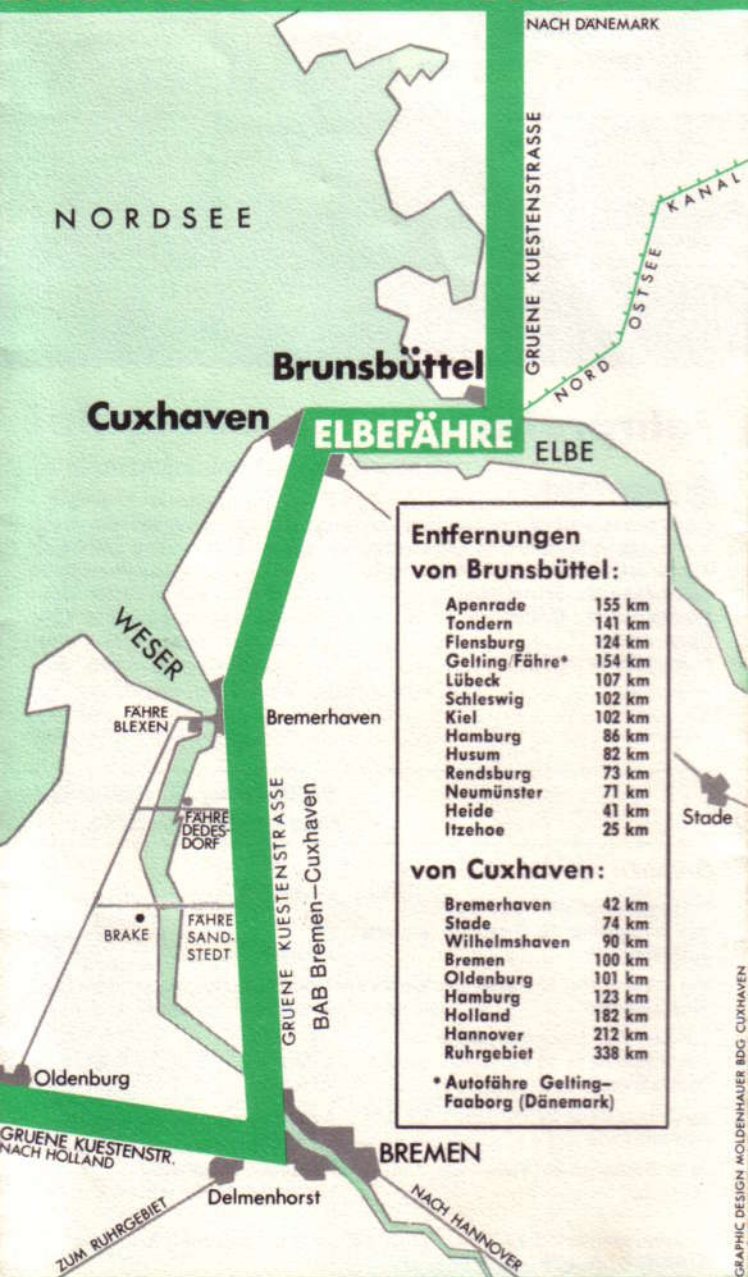 NACH DÄNEMARK
NORDSEE
GRUENE KUESTENSTRASSE
NORD OSTSEE KANAL
Brunsbüttel
Cuxhaven
ELBEFÄHRE
ELBE
WESER
FÄHRE
BLEXEN
Bremerhaven
FÄHRE
DEDES-
DORF
BRAKE
FÄHRE
SAND-
STEDT
GRUENE KUESTENSTRASSE
BAB Bremen–Cuxhaven
Entfernungen
von Brunsbüttel:
Apenrade 155 km
Tondern 141 km
Flensburg 124 km
Gelting/Fähre* 154 km
Lübeck 107 km
Schleswig 102 km
Kiel 102 km
Hamburg 86 km
Husum 82 km
Rendsburg 73 km
Neumünster 71 km
Heide 41 km
Itzehoe 25 km
von Cuxhaven:
Bremerhaven 42 km
Stade 74 km
Wilhelmshaven 90 km
Bremen 100 km
Oldenburg 101 km
Hamburg 123 km
Holland 182 km
Hannover 212 km
Ruhrgebiet 338 km
* Autofähre Gelting–
Faaborg (Dänemark)
Stade
Oldenburg
GRUENE KUESTENSTR.
NACH HOLLAND
BREMEN
Delmenhorst
ZUM RUHRGEBIET
NACH HANNOVER
GRAPHIC DESIGN MOLDENHAUER BDG CUXHAVEN